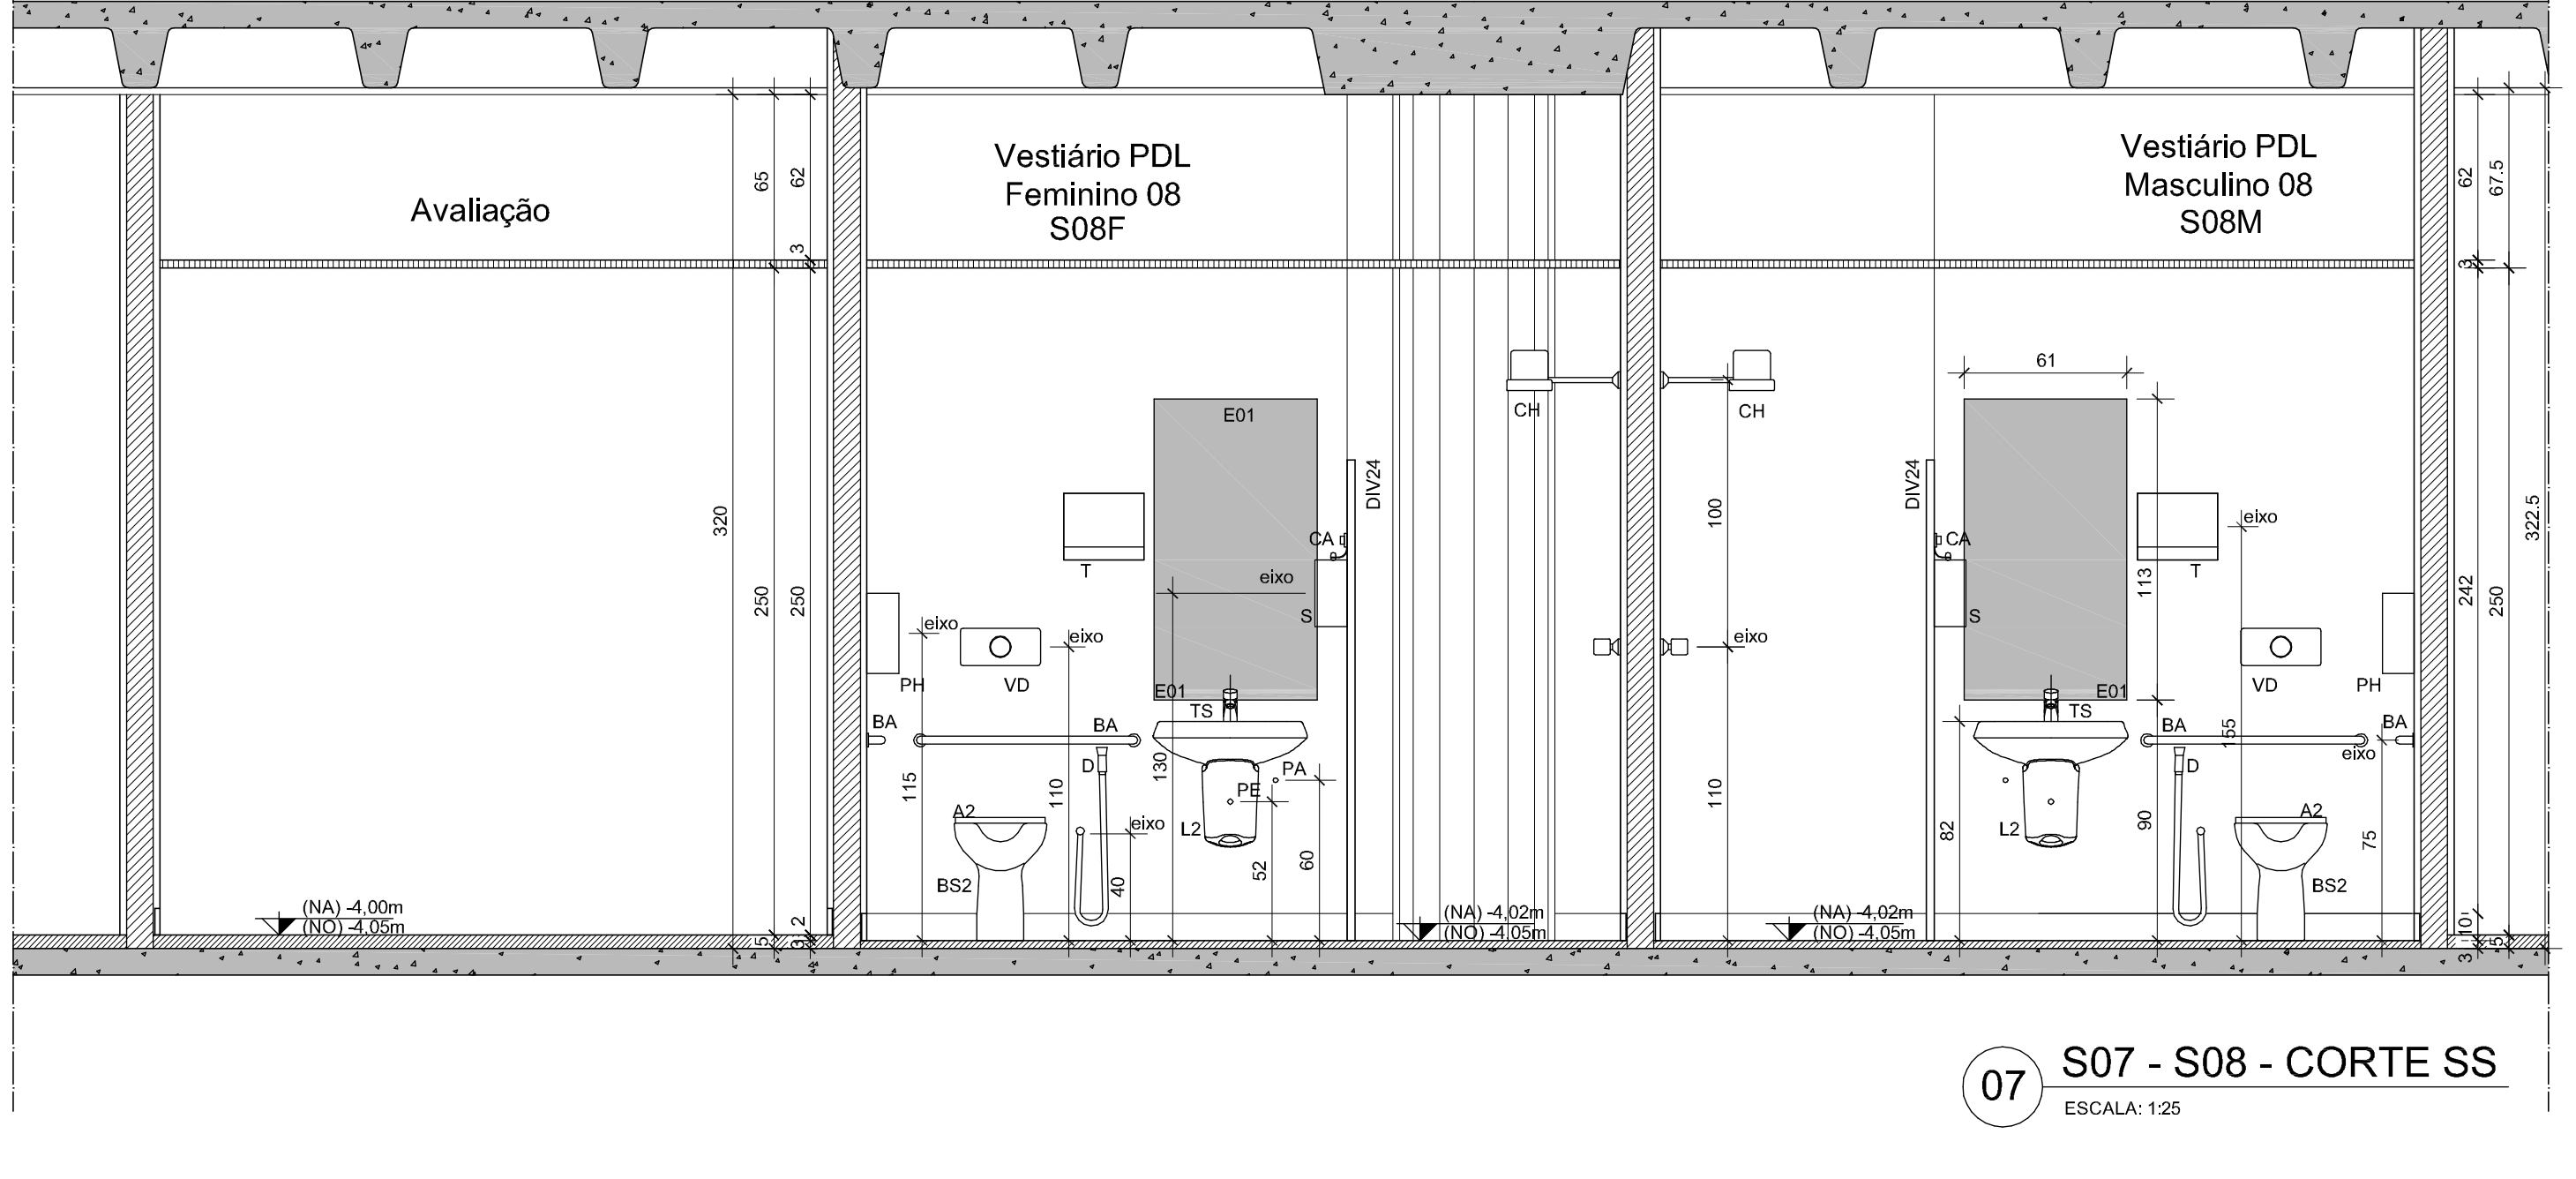 Avaliação
Vestiário PDL
Feminino 08
S08F
Vestiário PDL
Masculino 08
S08M
65
62
3
320
250
250
2
5
3
(NA) -4,00m
(NO) -4,05m
E01
CH
CH
DIV24
T
CA
eixo
S
eixo
PH
VD
eixo
E01
TS
BA
BA
D
130
PA
PE
115
110
A2
eixo
L2
BS2
40
52
60
(NA) -4,02m
(NO) -4,05m
100
eixo
110
(NA) -4,02m
(NO) -4,05m
61
DIV24
CA
S
113
T
eixo
E01
TS
VD
PH
BA
155
BA
eixo
D
82
L2
90
A2
BS2
75
62
67.5
3
322.5
242
250
10
5
3
07
S07 - S08 - CORTE SS
ESCALA: 1:25